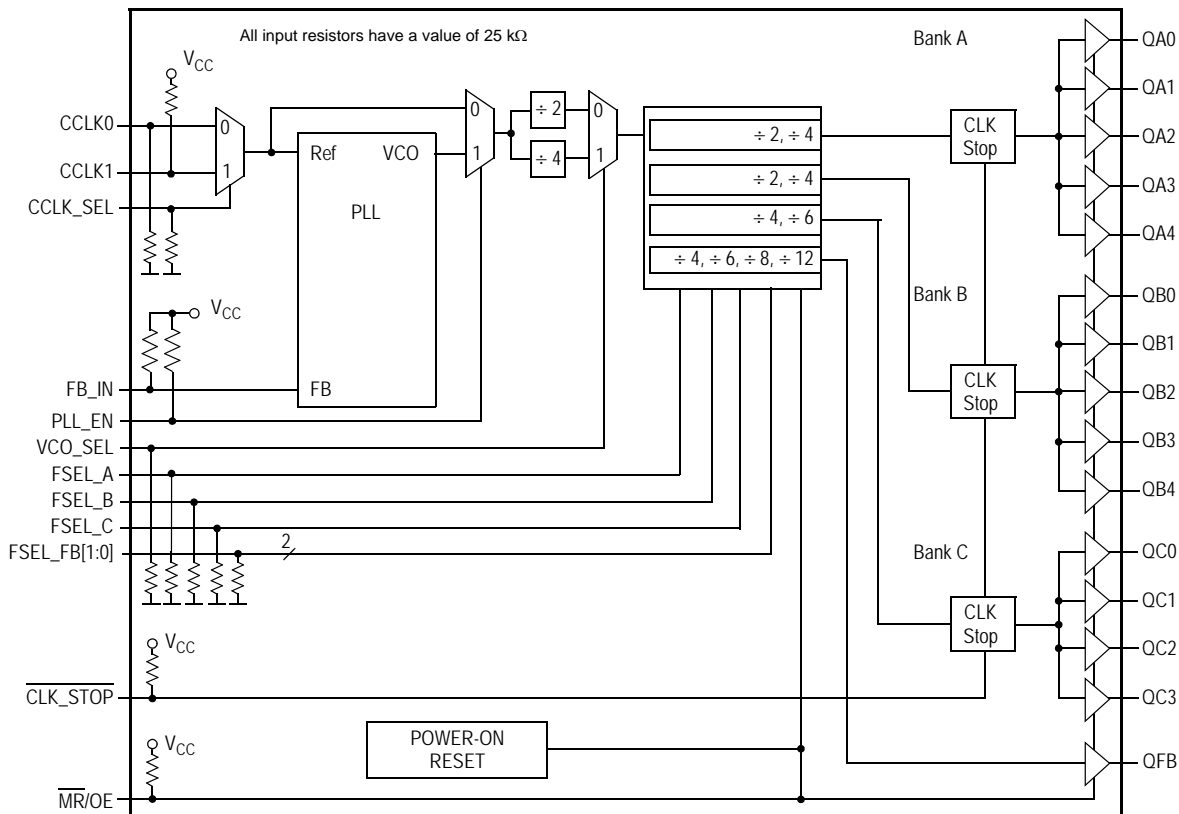 All input resistors have a value of 25 kΩ
Bank A
QA0
VCC
QA1
CCLK0
0
0
÷ 2
0
CLK
Stop
÷ 2, ÷ 4
QA2
CCLK1
1
Ref
VCO
1
÷ 4
1
÷ 2, ÷ 4
QA3
CCLK_SEL
PLL
÷ 4, ÷ 6
QA4
÷ 4, ÷ 6, ÷ 8, ÷ 12
Bank B
QB0
VCC
QB1
FB_IN
FB
CLK
Stop
QB2
PLL_EN
VCO_SEL
QB3
FSEL_A
QB4
FSEL_B
FSEL_C
FSEL_FB[1:0]
2
Bank C
QC0
QC1
CLK
Stop
VCC
QC2
CLK_STOP
QC3
POWER-ON
RESET
VCC
QFB
MR/OE